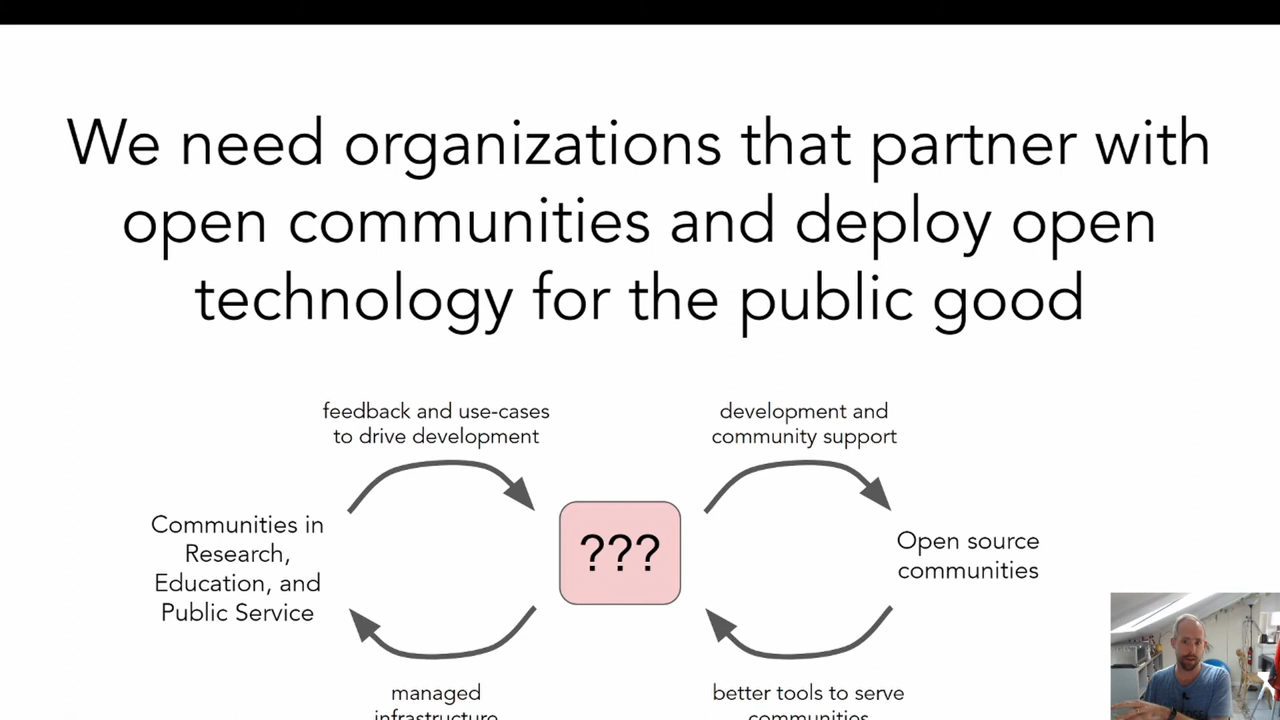 We need organizations that partner with
open communities and deploy open
technology for the public good
feedback and use-cases
to drive development
development and
community support
Communities in
Research,
Education, and
Public Service
???
Open source
communities
managed
infrastructure
better tools to serve
communities